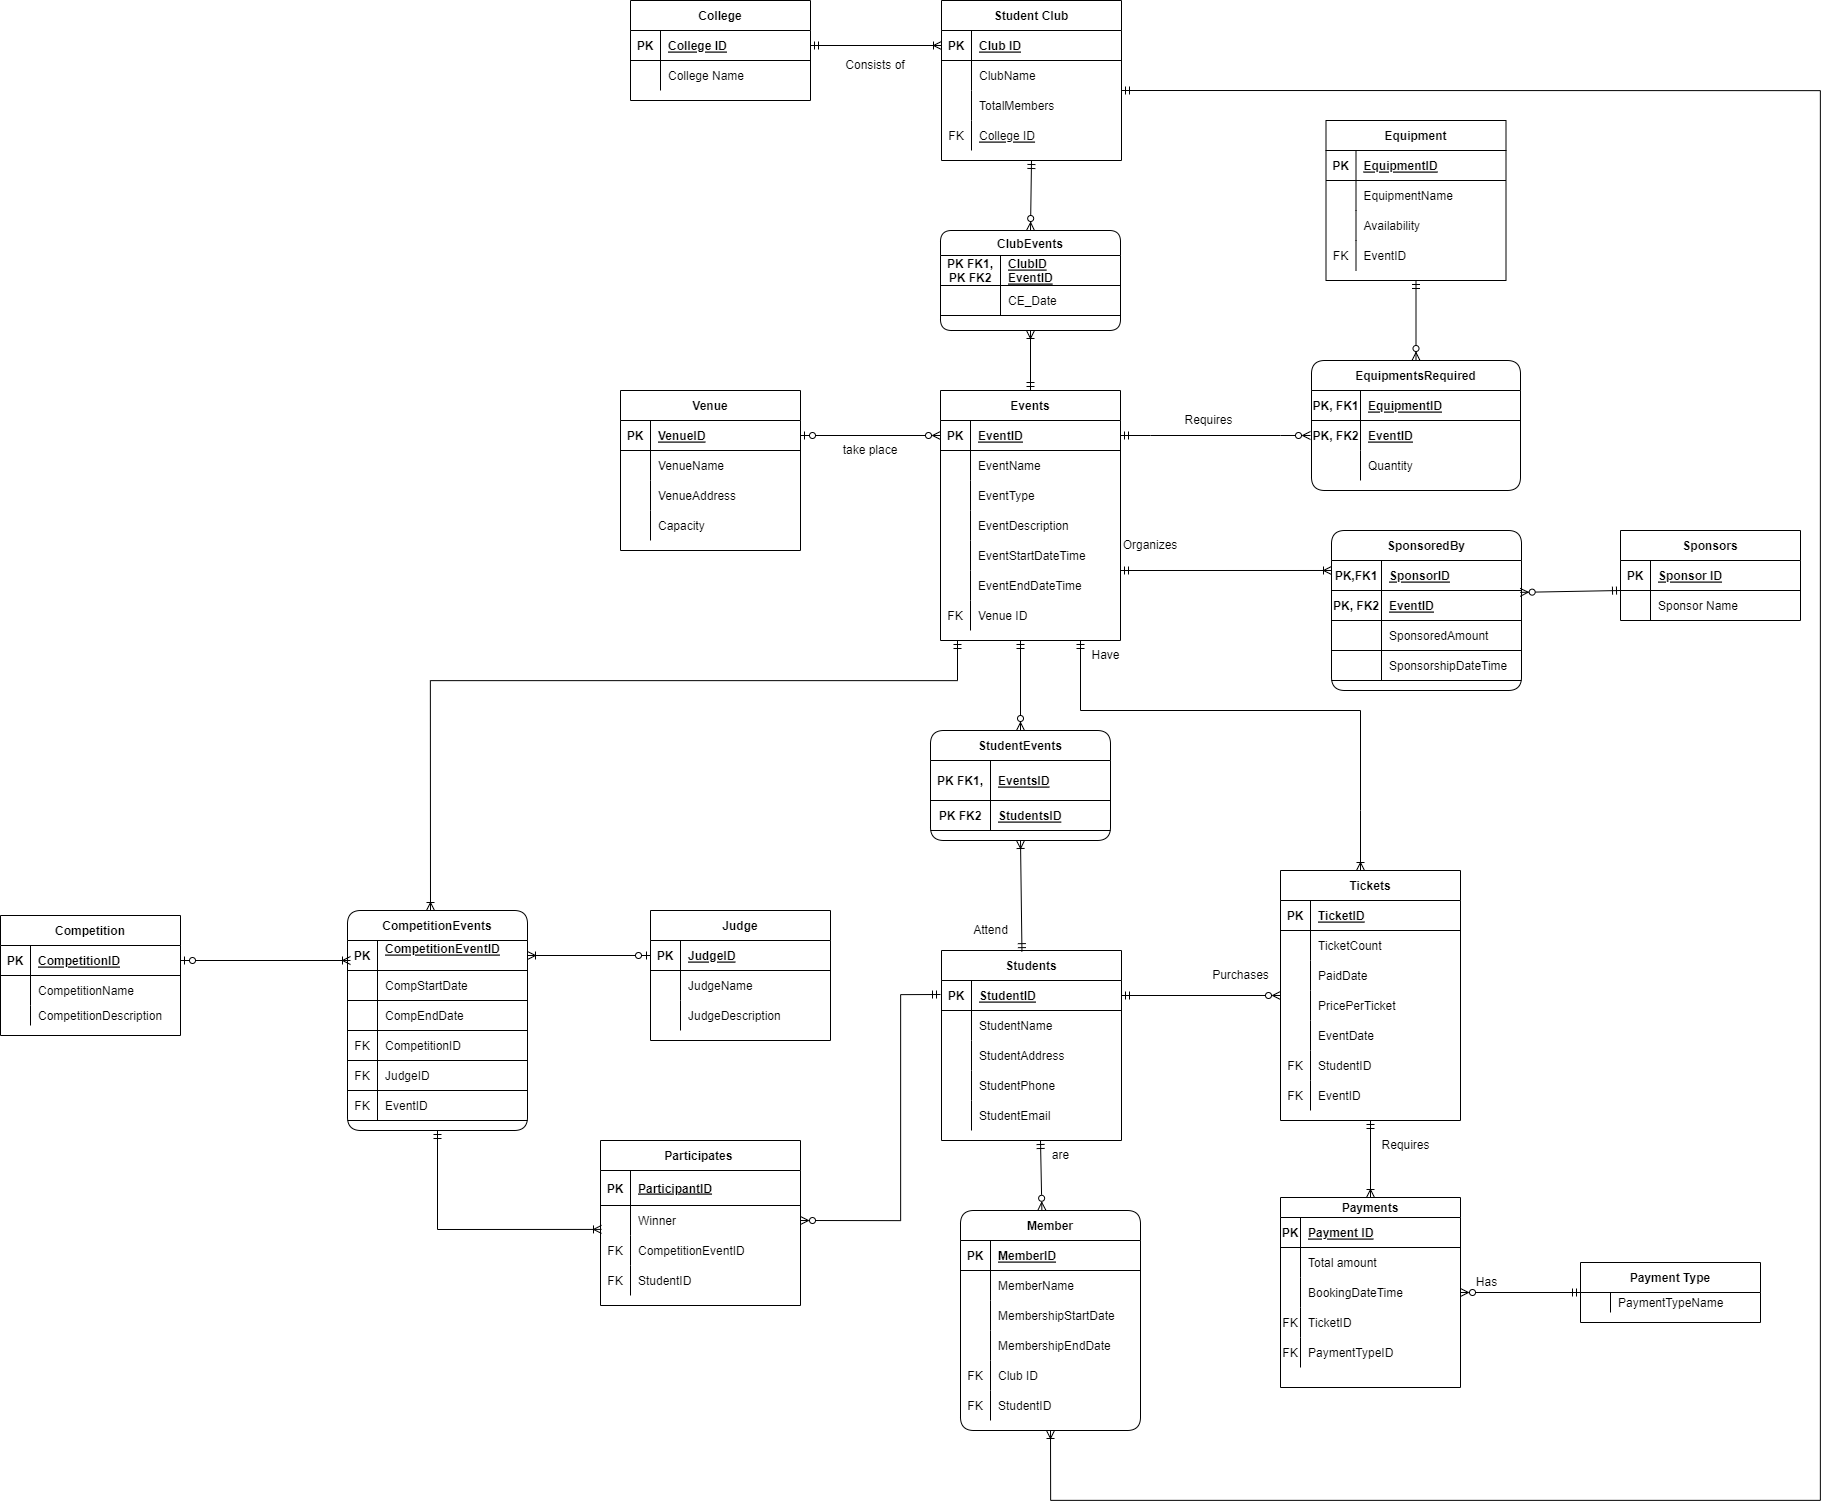 College
PK College ID
College Name
Consists of
Student Club
PK Club ID
ClubName
TotalMembers
FK College ID
Equipment
PK EquipmentID
EquipmentName
Availability
FK EventID
ClubEvents
PK FK1, ClubID
PK FK2 EventID
CE_Date
EquipmentsRequired
PK, FK1 EquipmentID
PK, FK2 EventID
Quantity
Venue
PK VenueID
VenueName
VenueAddress
Capacity
take place
Events
PK EventID
EventName
EventType
EventDescription
EventStartDateTime
EventEndDateTime
FK Venue ID
Requires
Organizes
Have
SponsoredBy
PK,FK1 SponsorID
PK, FK2 EventID
SponsoredAmount
SponsorshipDateTime
Sponsors
PK Sponsor ID
Sponsor Name
StudentEvents
PK FK1, EventsID
PK FK2 StudentsID
Attend
Competition
PK CompetitionID
CompetitionName
CompetitionDescription
CompetitionEvents
PK CompetitionEventID
CompStartDate
CompEndDate
FK CompetitionID
FK JudgeID
FK EventID
Judge
PK JudgeID
JudgeName
JudgeDescription
Students
PK StudentID
StudentName
StudentAddress
StudentPhone
StudentEmail
are
Purchases
Tickets
PK TicketID
TicketCount
PaidDate
PricePerTicket
EventDate
FK StudentID
FK EventID
Requires
Participates
PK ParticipantID
Winner
FK CompetitionEventID
FK StudentID
Member
PK MemberID
MemberName
MembershipStartDate
MembershipEndDate
FK Club ID
FK StudentID
Payments
PK Payment ID
Total amount
BookingDateTime
FK TicketID
FK PaymentTypeID
Has
Payment Type
PaymentTypeName